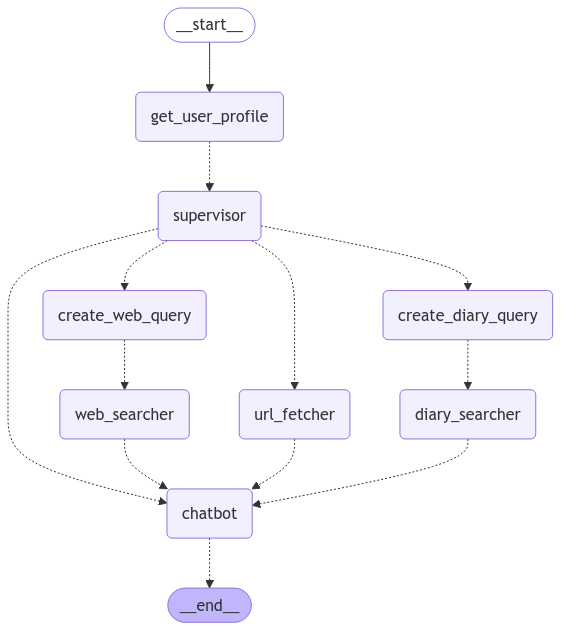 __start__
get_user_profile
supervisor
create_web_query
create_diary_query
web_searcher
url_fetcher
diary_searcher
chatbot
__end__